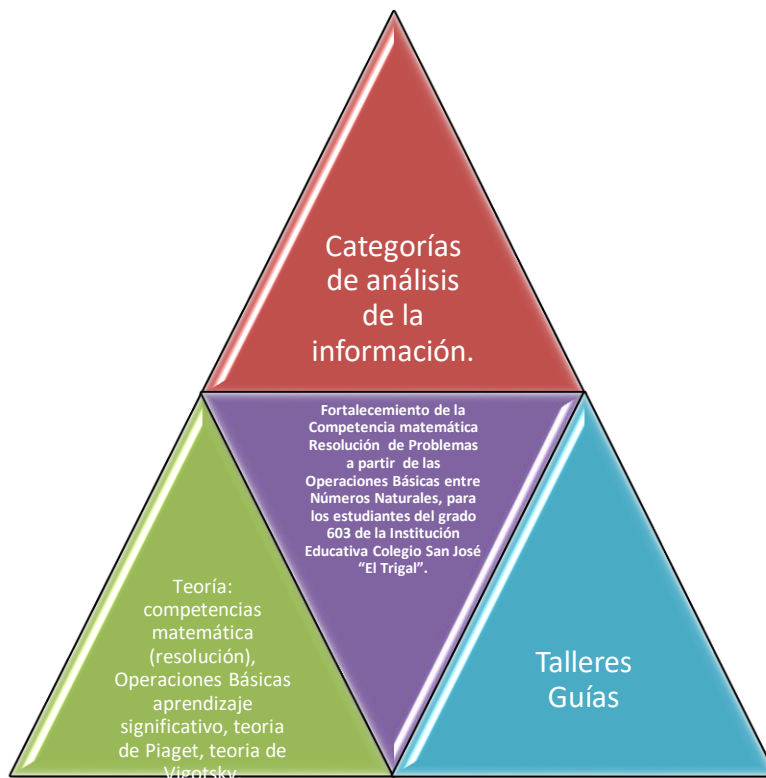 Categorías
de análisis
de la
información.
Fortalecimiento de la
Competencia matemática
Resolución de Problemas
a partir de las
Operaciones Básicas entre
Números Naturales, para
los estudiantes del grado
603 de la Institución
Educativa Colegio San José
“El Trigal”.
Teoría:
competencias
matemática
(resolución),
Operaciones Básicas
aprendizaje
significativo, teoria
de Piaget, teoria de
Vigotsky.
Talleres
Guías